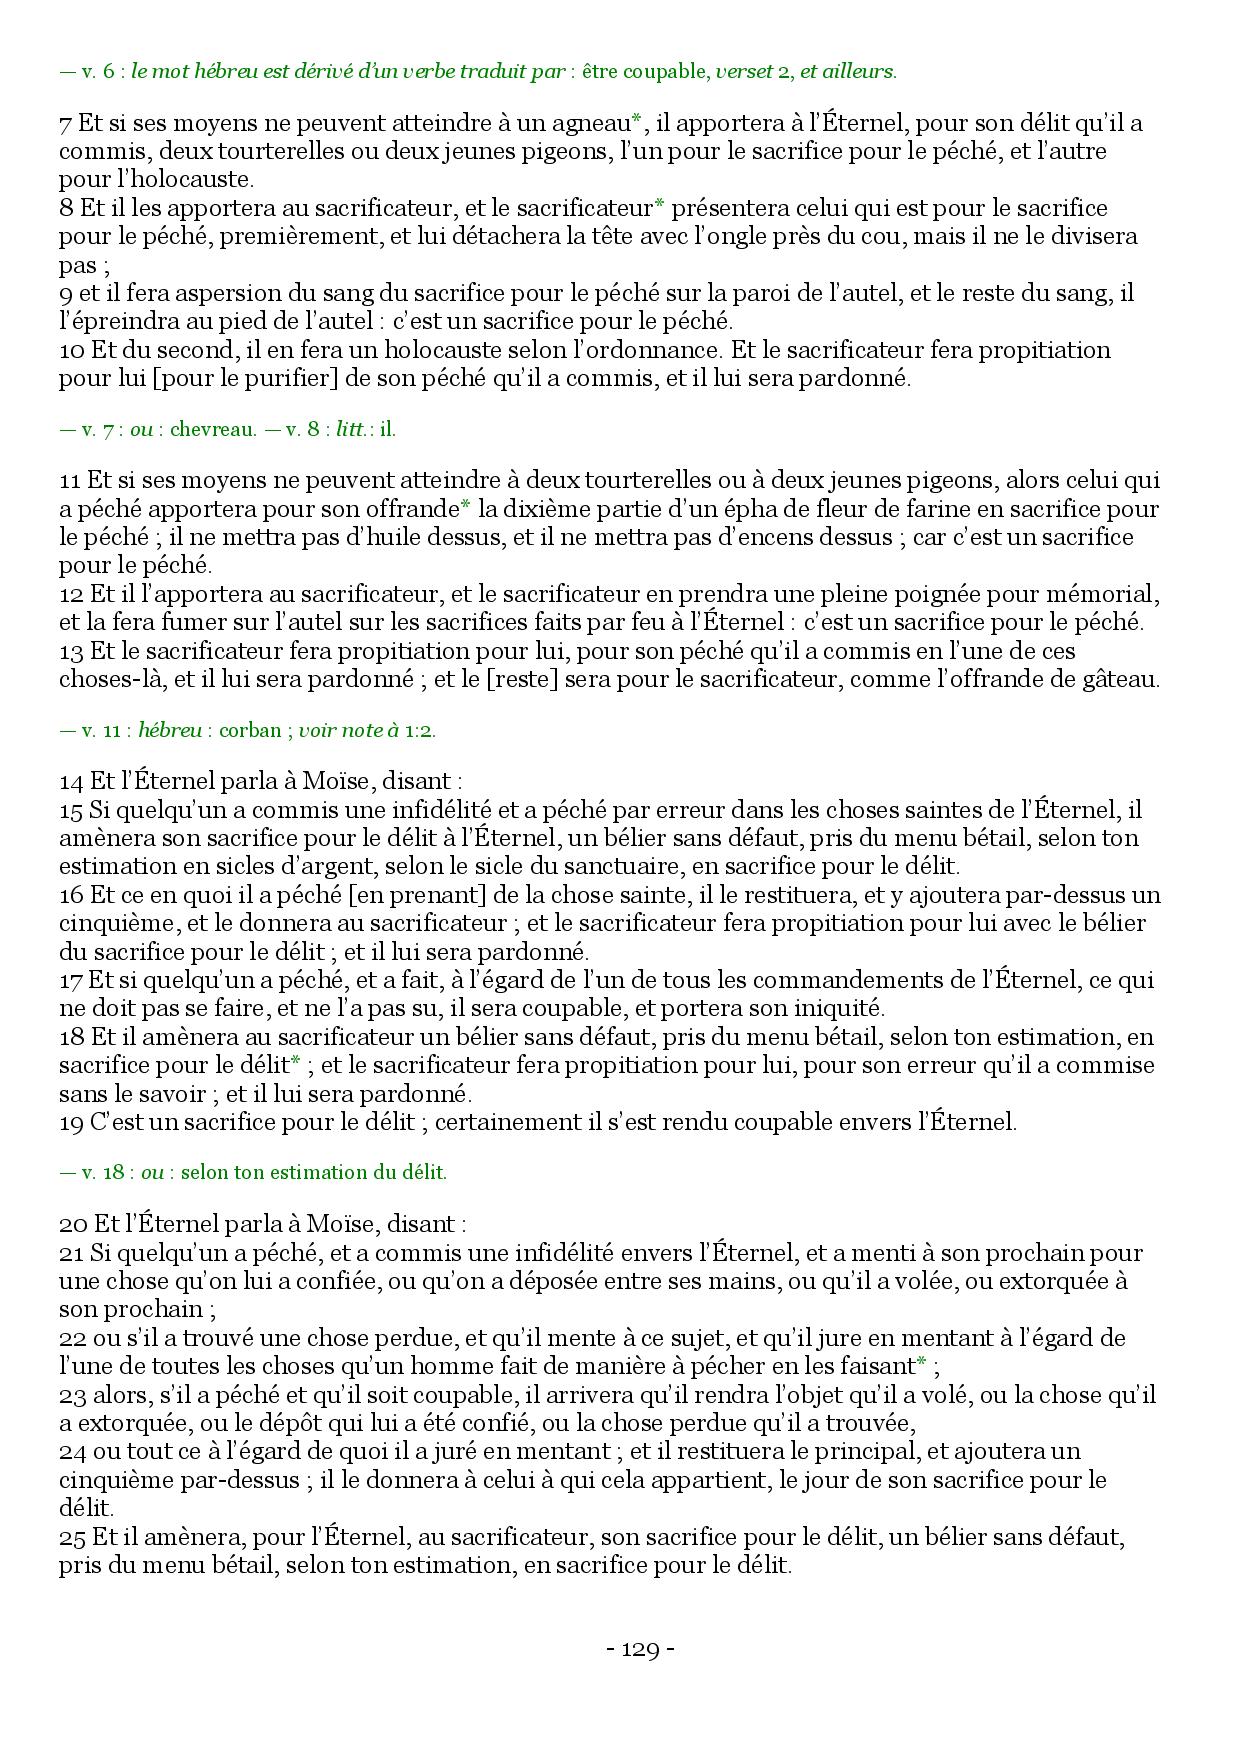 — v. 6 : le mot hébreu est dérivé d’un verbe traduit par : être coupable, verset 2, et ailleurs.
7 Et si ses moyens ne peuvent atteindre à un agneau*, il apportera à l’Éternel, pour son délit qu’il a
commis, deux tourterelles ou deux jeunes pigeons, l’un pour le sacrifice pour le péché, et l’autre
pour l’holocauste.
8 Et il les apportera au sacrificateur, et le sacrificateur* présentera celui qui est pour le sacrifice
pour le péché, premièrement, et lui détachera la tête avec l’ongle près du cou, mais il ne le divisera
pas ;
9 et il fera aspersion du sang du sacrifice pour le péché sur la paroi de l’autel, et le reste du sang, il
l’épreindra au pied de l’autel : c’est un sacrifice pour le péché.
10 Et du second, il en fera un holocauste selon l’ordonnance. Et le sacrificateur fera propitiation
pour lui [pour le purifier] de son péché qu’il a commis, et il lui sera pardonné.
— v. 7 : ou : chevreau. — v. 8 : litt.: il.
11 Et si ses moyens ne peuvent atteindre à deux tourterelles ou à deux jeunes pigeons, alors celui qui
a péché apportera pour son offrande* la dixième partie d’un épha de fleur de farine en sacrifice pour
le péché ; il ne mettra pas d’huile dessus, et il ne mettra pas d’encens dessus ; car c’est un sacrifice
pour le péché.
12 Et il l’apportera au sacrificateur, et le sacrificateur en prendra une pleine poignée pour mémorial,
et la fera fumer sur l’autel sur les sacrifices faits par feu à l’Éternel : c’est un sacrifice pour le péché.
13 Et le sacrificateur fera propitiation pour lui, pour son péché qu’il a commis en l’une de ces
choses-là, et il lui sera pardonné ; et le [reste] sera pour le sacrificateur, comme l’offrande de gâteau.
— v. 11 : hébreu : corban ; voir note à 1:2.
14 Et l’Éternel parla à Moïse, disant :
15 Si quelqu’un a commis une infidélité et a péché par erreur dans les choses saintes de l’Éternel, il
amènera son sacrifice pour le délit à l’Éternel, un bélier sans défaut, pris du menu bétail, selon ton
estimation en sicles d’argent, selon le sicle du sanctuaire, en sacrifice pour le délit.
16 Et ce en quoi il a péché [en prenant] de la chose sainte, il le restituera, et y ajoutera par-dessus un
cinquième, et le donnera au sacrificateur ; et le sacrificateur fera propitiation pour lui avec le bélier
du sacrifice pour le délit ; et il lui sera pardonné.
17 Et si quelqu’un a péché, et a fait, à l’égard de l’un de tous les commandements de l’Éternel, ce qui
ne doit pas se faire, et ne l’a pas su, il sera coupable, et portera son iniquité.
18 Et il amènera au sacrificateur un bélier sans défaut, pris du menu bétail, selon ton estimation, en
sacrifice pour le délit* ; et le sacrificateur fera propitiation pour lui, pour son erreur qu’il a commise
sans le savoir ; et il lui sera pardonné.
19 C’est un sacrifice pour le délit ; certainement il s’est rendu coupable envers l’Éternel.
— v. 18 : ou : selon ton estimation du délit.
20 Et l’Éternel parla à Moïse, disant :
21 Si quelqu’un a péché, et a commis une infidélité envers l’Éternel, et a menti à son prochain pour
une chose qu’on lui a confiée, ou qu’on a déposée entre ses mains, ou qu’il a volée, ou extorquée à
son prochain ;
22 ou s’il a trouvé une chose perdue, et qu’il mente à ce sujet, et qu’il jure en mentant à l’égard de
l’une de toutes les choses qu’un homme fait de manière à pécher en les faisant* ;
23 alors, s’il a péché et qu’il soit coupable, il arrivera qu’il rendra l’objet qu’il a volé, ou la chose qu’il
a extorquée, ou le dépôt qui lui a été confié, ou la chose perdue qu’il a trouvée,
24 ou tout ce à l’égard de quoi il a juré en mentant ; et il restituera le principal, et ajoutera un
cinquième par-dessus ; il le donnera à celui à qui cela appartient, le jour de son sacrifice pour le
délit.
25 Et il amènera, pour l’Éternel, au sacrificateur, son sacrifice pour le délit, un bélier sans défaut,
pris du menu bétail, selon ton estimation, en sacrifice pour le délit.
- 129 -